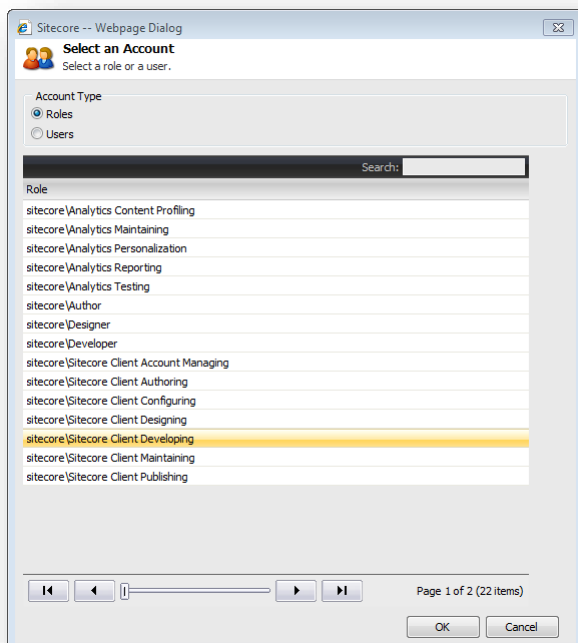 Sitecore -- Webpage Dialog
Select an Account
Select a role or a user.
Account Type
Roles
Users
Search:
Role
sitecore\Analytics Content Profiling
sitecore\Analytics Maintaining
sitecore\Analytics Personalization
sitecore\Analytics Reporting
sitecore\Analytics Testing
sitecore\Author
sitecore\Designer
sitecore\Developer
sitecore\Sitecore Client Account Managing
sitecore\Sitecore Client Authoring
sitecore\Sitecore Client Configuring
sitecore\Sitecore Client Designing
sitecore\Sitecore Client Developing
sitecore\Sitecore Client Maintaining
sitecore\Sitecore Client Publishing
Page 1 of 2 (22 items)
OK Cancel